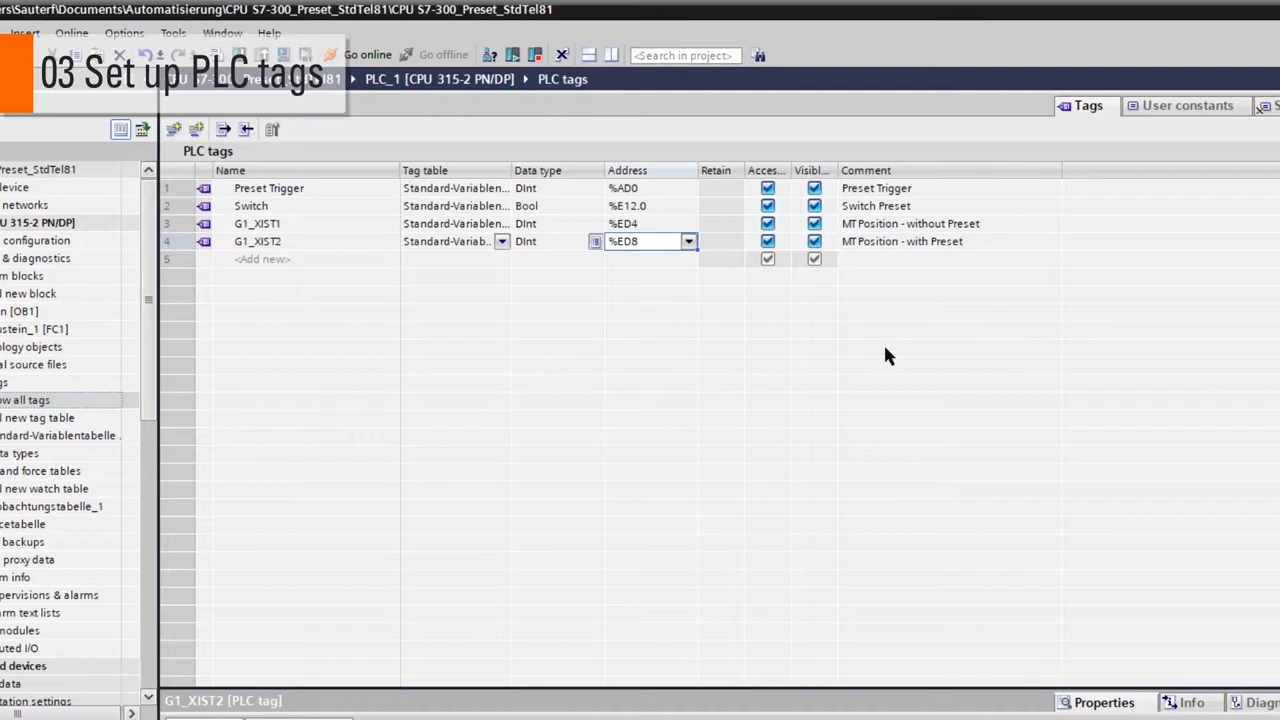 ers\Sauterf\Documents\Automatisierung\CPU S7-300_Preset_StdTel81\CPU S7-300_Preset_StdTel81
Insert Online Options Tools Window Help
Go online Go offline <Search in project>
03 Set up PLC tags
PLC_1 [CPU 315-2 PN/DP] PLC tags
Tags User constants S
PLC tags
Name Tag table Data type Address Retain Acces... Visibl... Comment
1 Preset Trigger Standard-Variablen... DInt %AD0 Preset Trigger
2 Switch Standard-Variablen... Bool %E12.0 Switch Preset
3 G1_XIST1 Standard-Variablen... DInt %ED4 MT Position - without Preset
4 G1_XIST2 Standard-Variab.. DInt %ED8 MT Position - with Preset
5 <Add new>
Preset_StdTel81
device
networks
U 315-2 PN/DP]
configuration
& diagnostics
m blocks
d new block
n [OB1]
ustein_1 [FC1]
ology objects
al source files
gs
ow all tags
d new tag table
ndard-Variablentabelle .
ta types
and force tables
d new watch table
obachtungstabelle_1
cetabelle
backups
proxy data
m info
pervisions & alarms
rm text lists
modules
uted I/O
d devices
data
tation settings
G1_XIST2 [PLC tag]
Properties Info Diagn